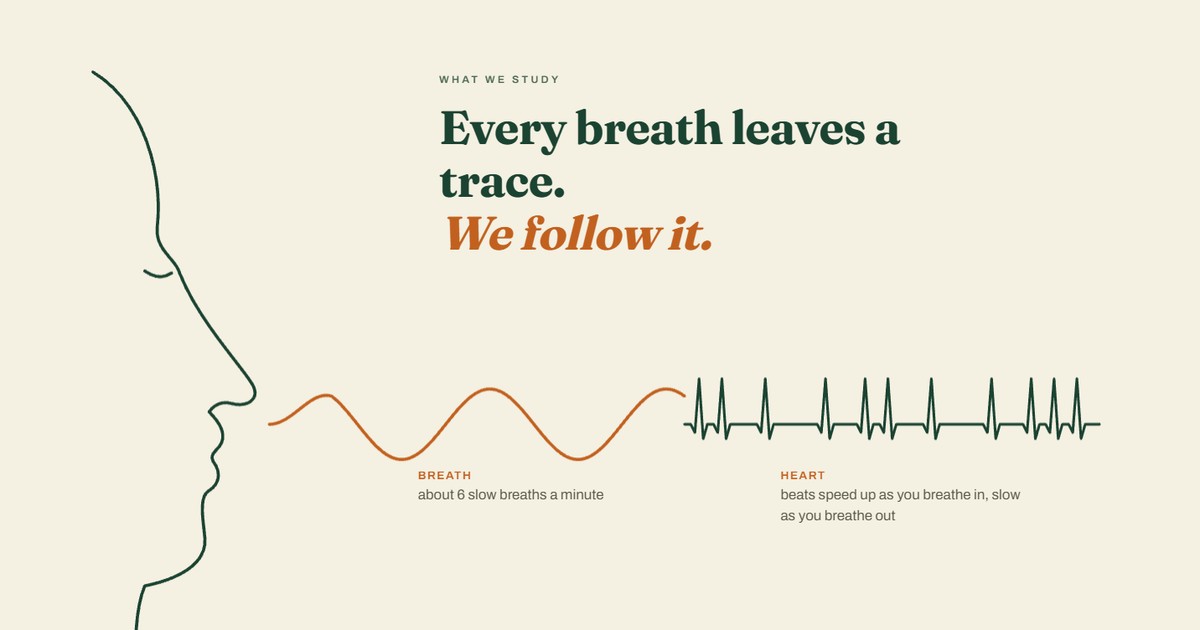 WHAT WE STUDY
Every breath leaves a
trace.
We follow it.
BREATH
about 6 slow breaths a minute
HEART
beats speed up as you breathe in, slow
as you breathe out